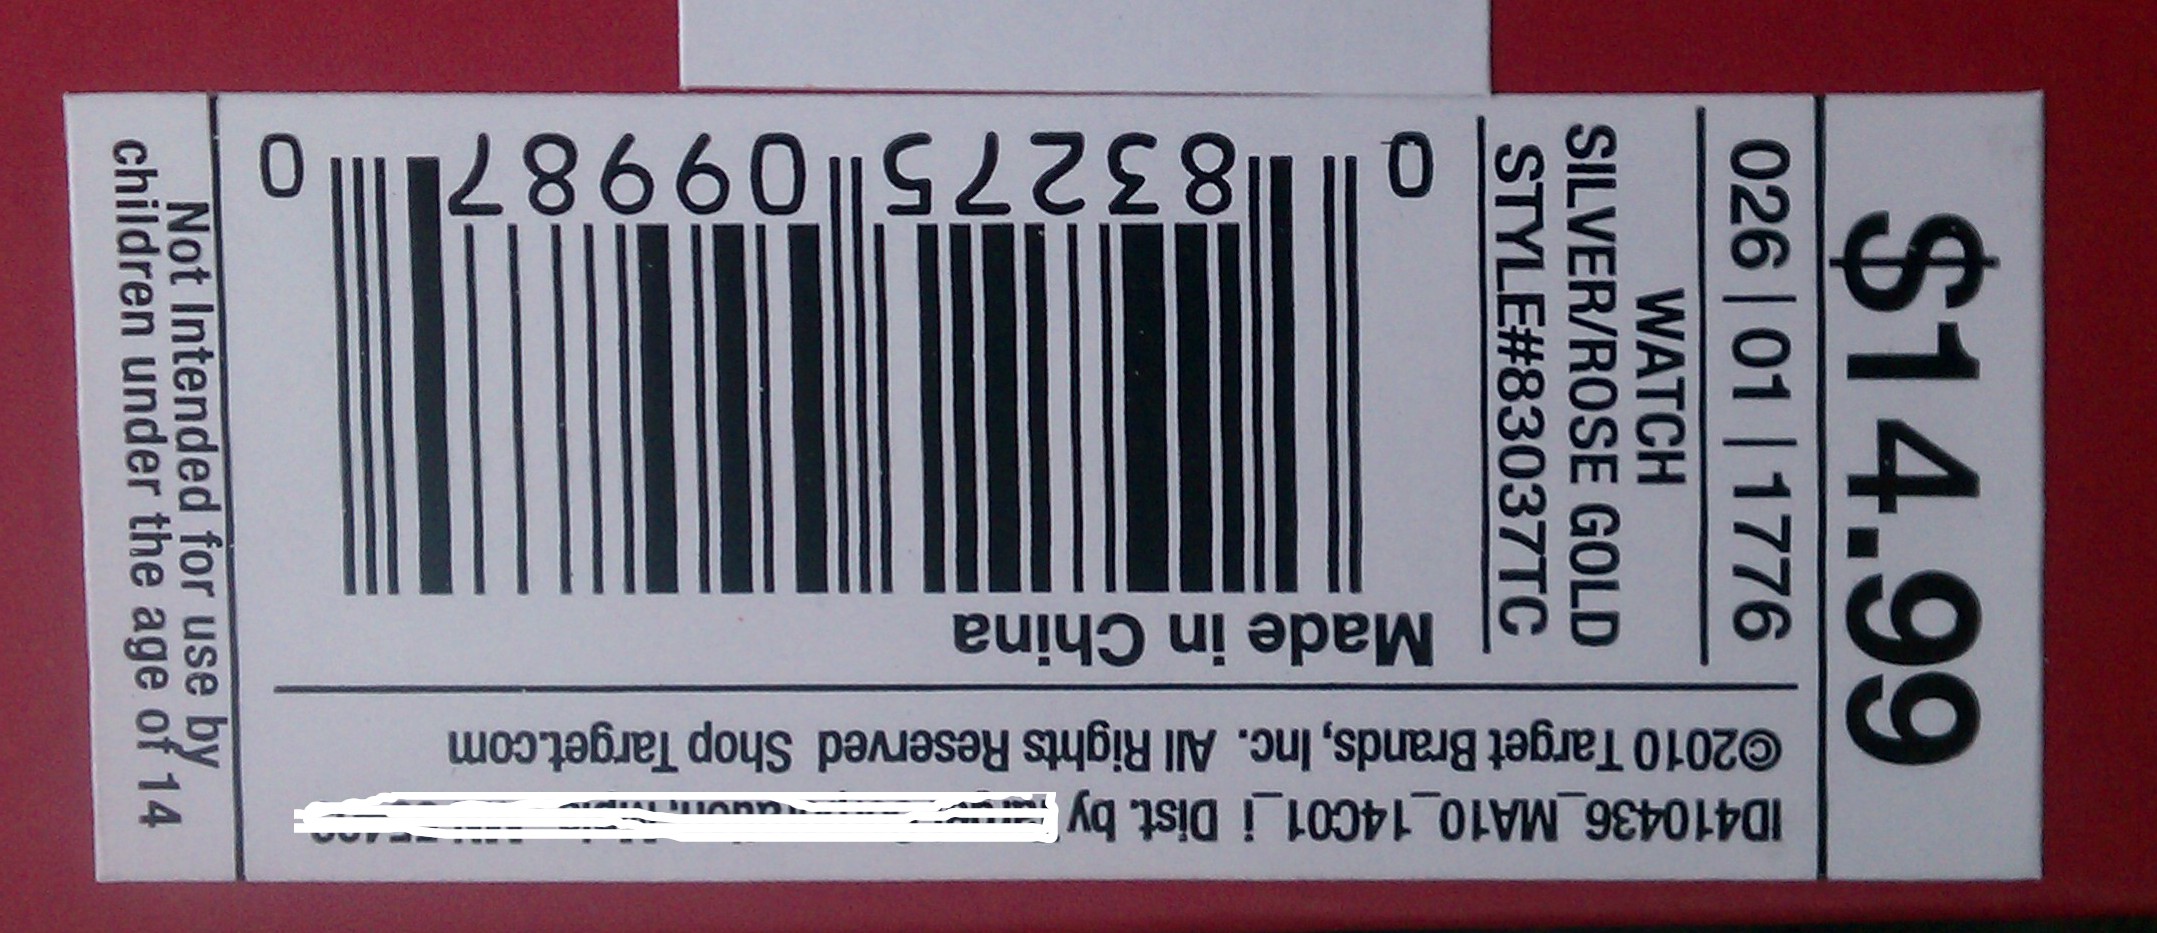 $14.99
026 | 01 | 1776
WATCH
SILVER/ROSE GOLD
STYLE#83037TC
0 83275 09987 0
Made in China
©2010 Target Brands, Inc. All Rights Reserved Shop Target.com
ID410436_MA10_14C01_i Dist. by
Not Intended for use by
children under the age of 14